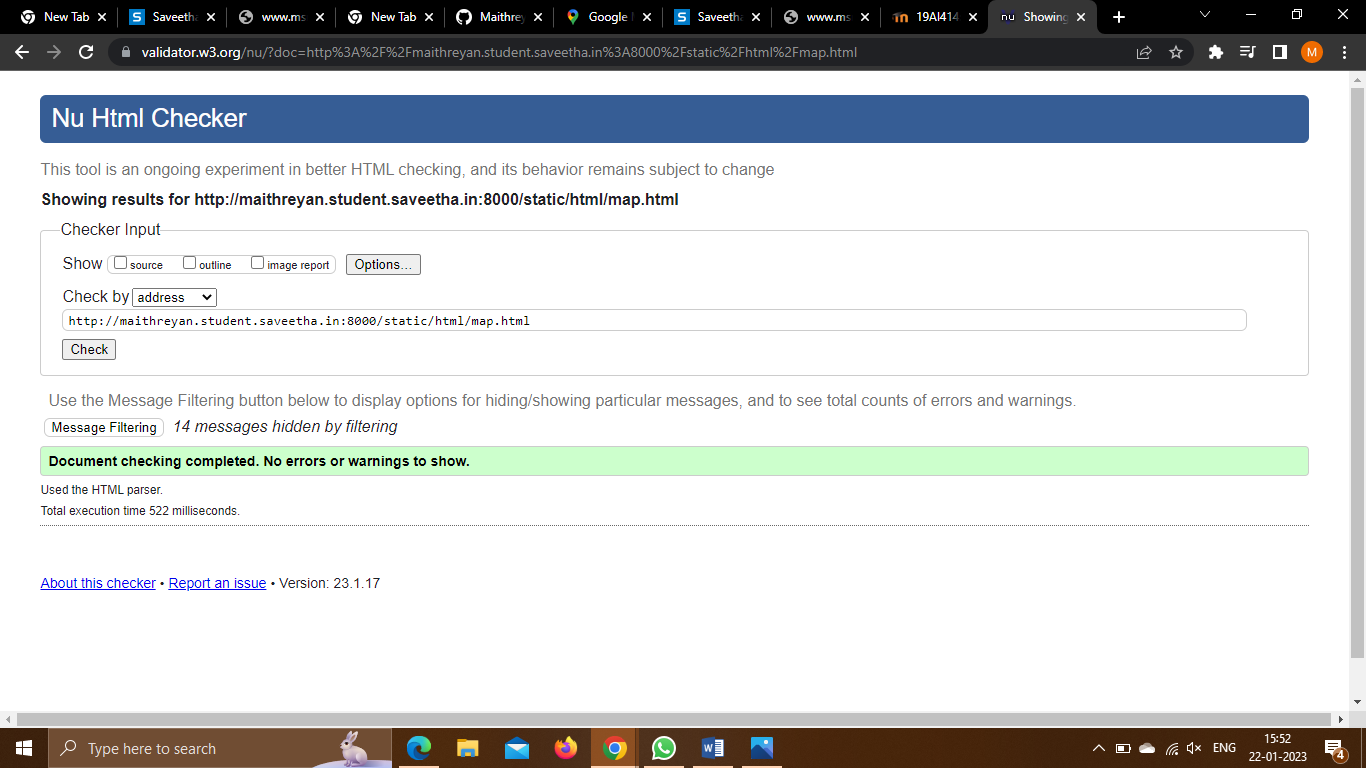 New Tab
Saveetha
www.ms
New Tab
Maithrey
Google
Saveetha
www.ms
19AI414
nu
Showing
validator.w3.org/nu/?doc=http%3A%2F%2Fmaithreyan.student.saveetha.in%3A8000%2Fstatic%2Fhtml%2Fmap.html
M
Nu Html Checker
This tool is an ongoing experiment in better HTML checking, and its behavior remains subject to change
Showing results for http://maithreyan.student.saveetha.in:8000/static/html/map.html
Checker Input
Show source outline image report Options...
Check by address
http://maithreyan.student.saveetha.in:8000/static/html/map.html
Check
Use the Message Filtering button below to display options for hiding/showing particular messages, and to see total counts of errors and warnings.
Message Filtering 14 messages hidden by filtering
Document checking completed. No errors or warnings to show.
Used the HTML parser.
Total execution time 522 milliseconds.
About this checker • Report an issue • Version: 23.1.17
Type here to search
ENG
15:52
22-01-2023
4